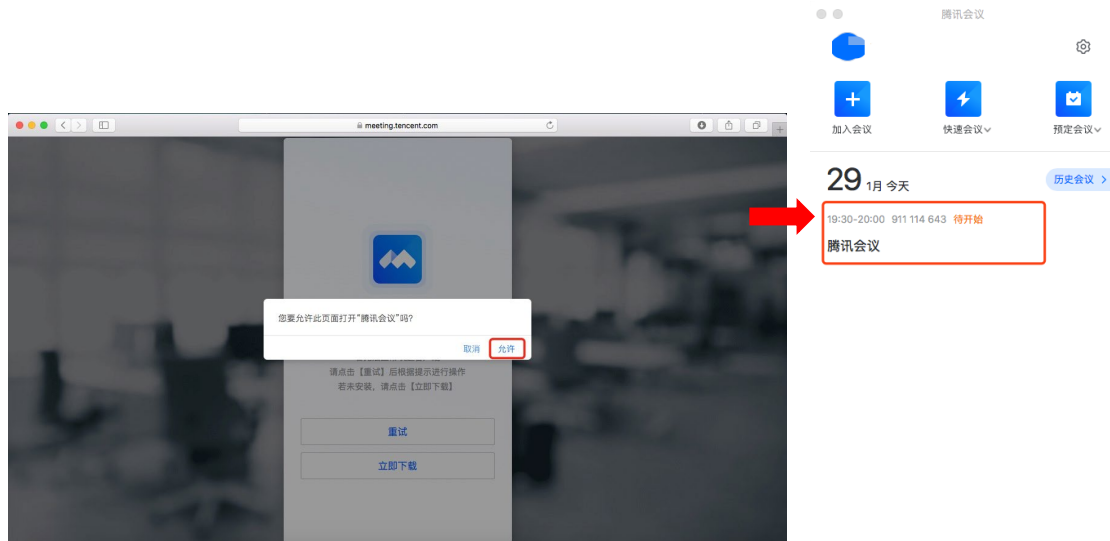 meeting.tencent.com
您要允许此页面打开“腾讯会议”吗?
取消 允许
请点击【重试】后根据提示进行操作
若未安装，请点击【立即下载】
重试
立即下载
腾讯会议
加入会议 快速会议 预定会议
29 1月 今天 历史会议
19:30-20:00 911 114 643 待开始
腾讯会议